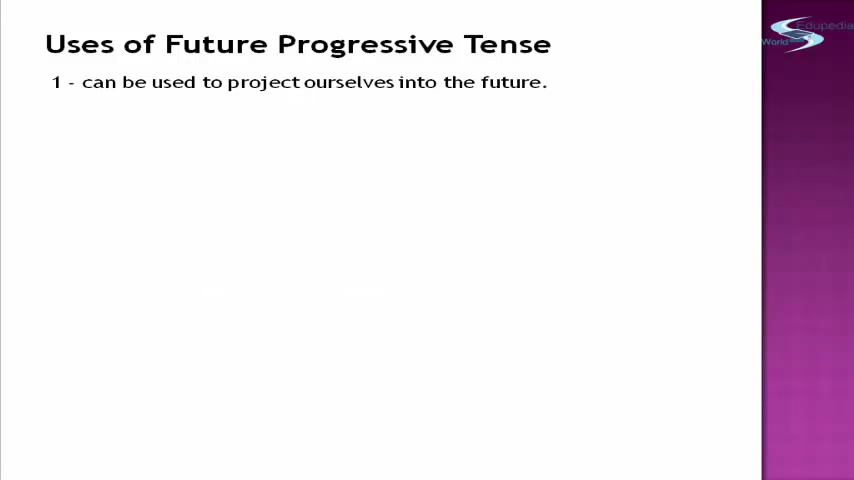 Uses of Future Progressive Tense
1 - can be used to project ourselves into the future.
Edupedia
World